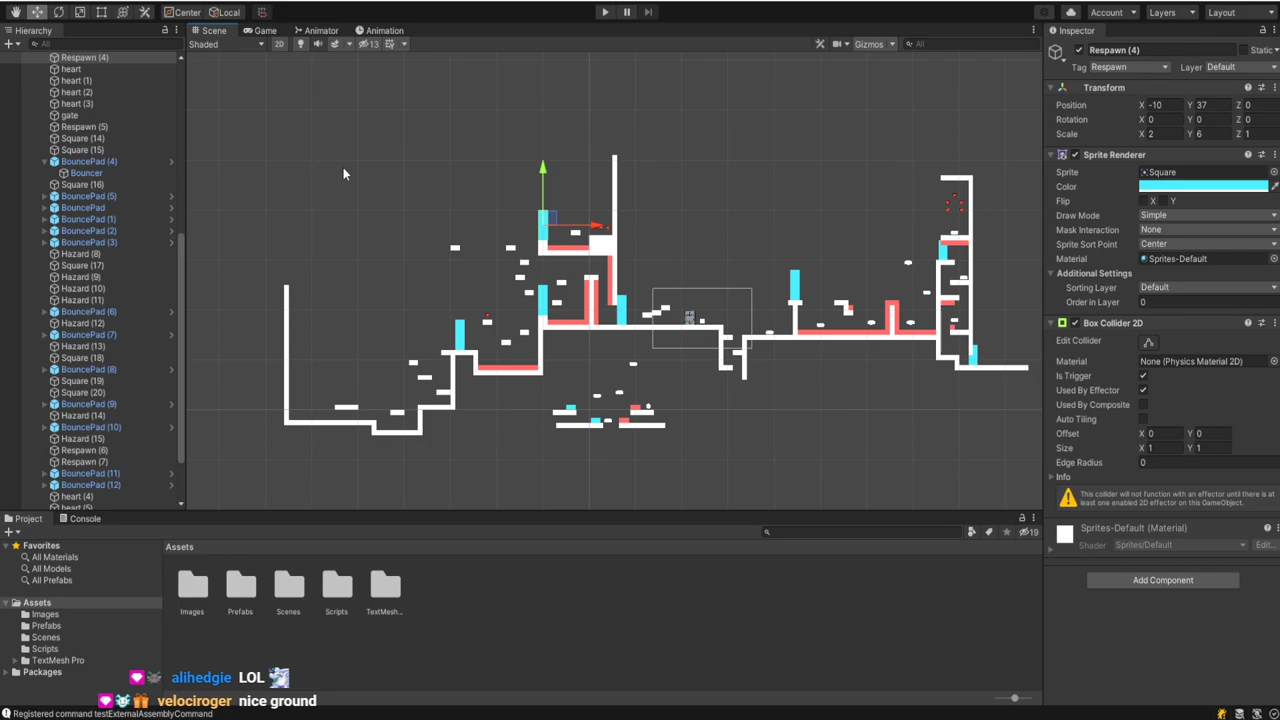 Center Local
Account Layers Layout
Hierarchy
Scene Game Animator Animation
Inspector
All
Shaded 2D 13 Gizmos All
Respawn (4) Static
Tag Respawn Layer Default
Respawn (4)
heart
heart (1)
heart (2)
heart (3)
gate
Respawn (5)
Square (14)
Square (15)
BouncePad (4)
Bouncer
Square (16)
BouncePad (5)
BouncePad
BouncePad (1)
BouncePad (2)
BouncePad (3)
Hazard (8)
Square (17)
Hazard (9)
Hazard (10)
Hazard (11)
BouncePad (6)
Hazard (12)
BouncePad (7)
Hazard (13)
Square (18)
BouncePad (8)
Square (19)
Square (20)
BouncePad (9)
Hazard (14)
BouncePad (10)
Hazard (15)
Respawn (6)
Respawn (7)
BouncePad (11)
BouncePad (12)
heart (4)
heart (5)
Transform
Position X -10 Y 37 Z 0
Rotation X 0 Y 0 Z 0
Scale X 2 Y 6 Z 1
Sprite Renderer
Sprite Square
Color
Flip X Y
Draw Mode Simple
Mask Interaction None
Sprite Sort Point Center
Material Sprites-Default
Additional Settings
Sorting Layer Default
Order in Layer 0
Box Collider 2D
Edit Collider
Material None (Physics Material 2D)
Is Trigger
Used By Effector
Used By Composite
Auto Tiling
Offset X 0 Y 0
Size X 1 Y 1
Edge Radius 0
Info
This collider will not function with an effector until there is at
least one enabled 2D effector on this GameObject.
Sprites-Default (Material)
Shader Sprites/Default Edit...
Add Component
Project Console
19
Favorites
All Materials
All Models
All Prefabs
Assets
Images
Prefabs
Scenes
Scripts
TextMesh Pro
Packages
Assets
Images Prefabs Scenes Scripts TextMesh...
alihedgie LOL
velociroger nice ground
Registered command testExternalAssemblyCommand